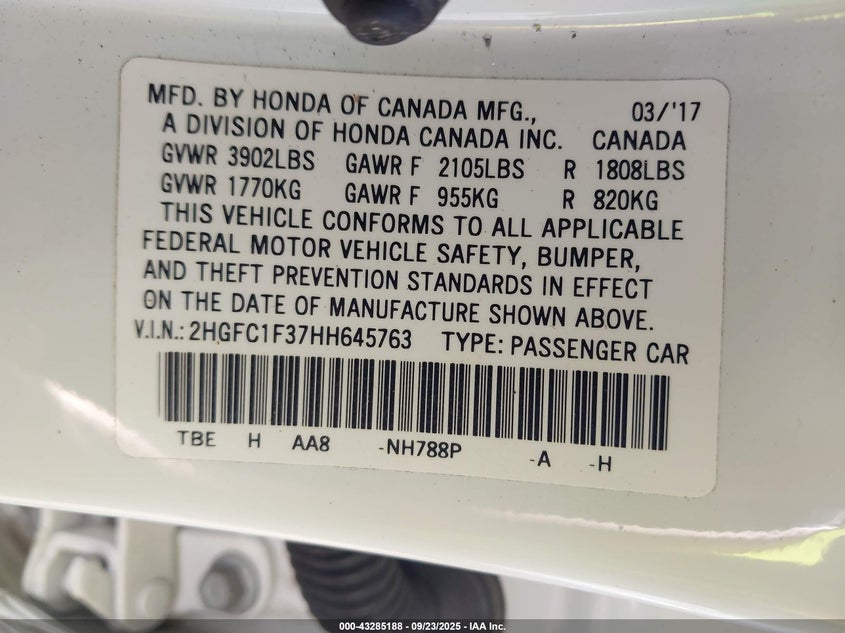 MFD. BY HONDA OF CANADA MFG., 03/'17
A DIVISION OF HONDA CANADA INC. CANADA
GVWR 3902LBS GAWR F 2105LBS R 1808LBS
GVWR 1770KG GAWR F 955KG R 820KG
THIS VEHICLE CONFORMS TO ALL APPLICABLE
FEDERAL MOTOR VEHICLE SAFETY, BUMPER,
AND THEFT PREVENTION STANDARDS IN EFFECT
ON THE DATE OF MANUFACTURE SHOWN ABOVE.
V.I.N.: 2HGFC1F37HH645763 TYPE: PASSENGER CAR
TBE H AA8 -NH788P -A -H
000-43285188 - 09/23/2025 - IAA Inc.